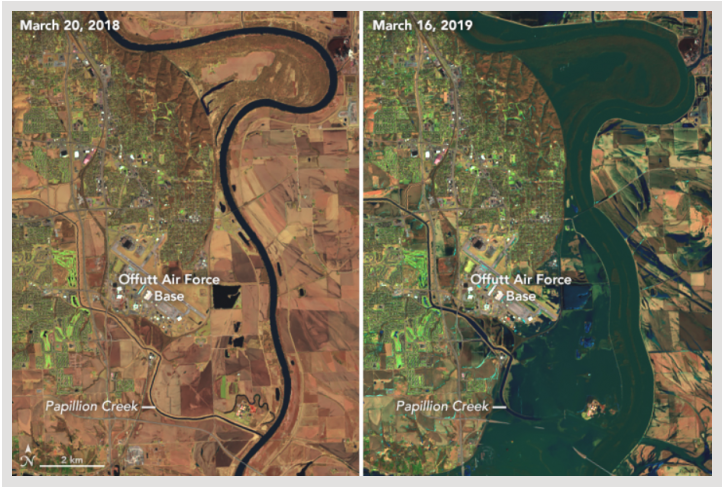 March 20, 2018
Offutt Air Force
Base
Papillion Creek
N
2 km
March 16, 2019
Offutt Air Force
Base
Papillion Creek